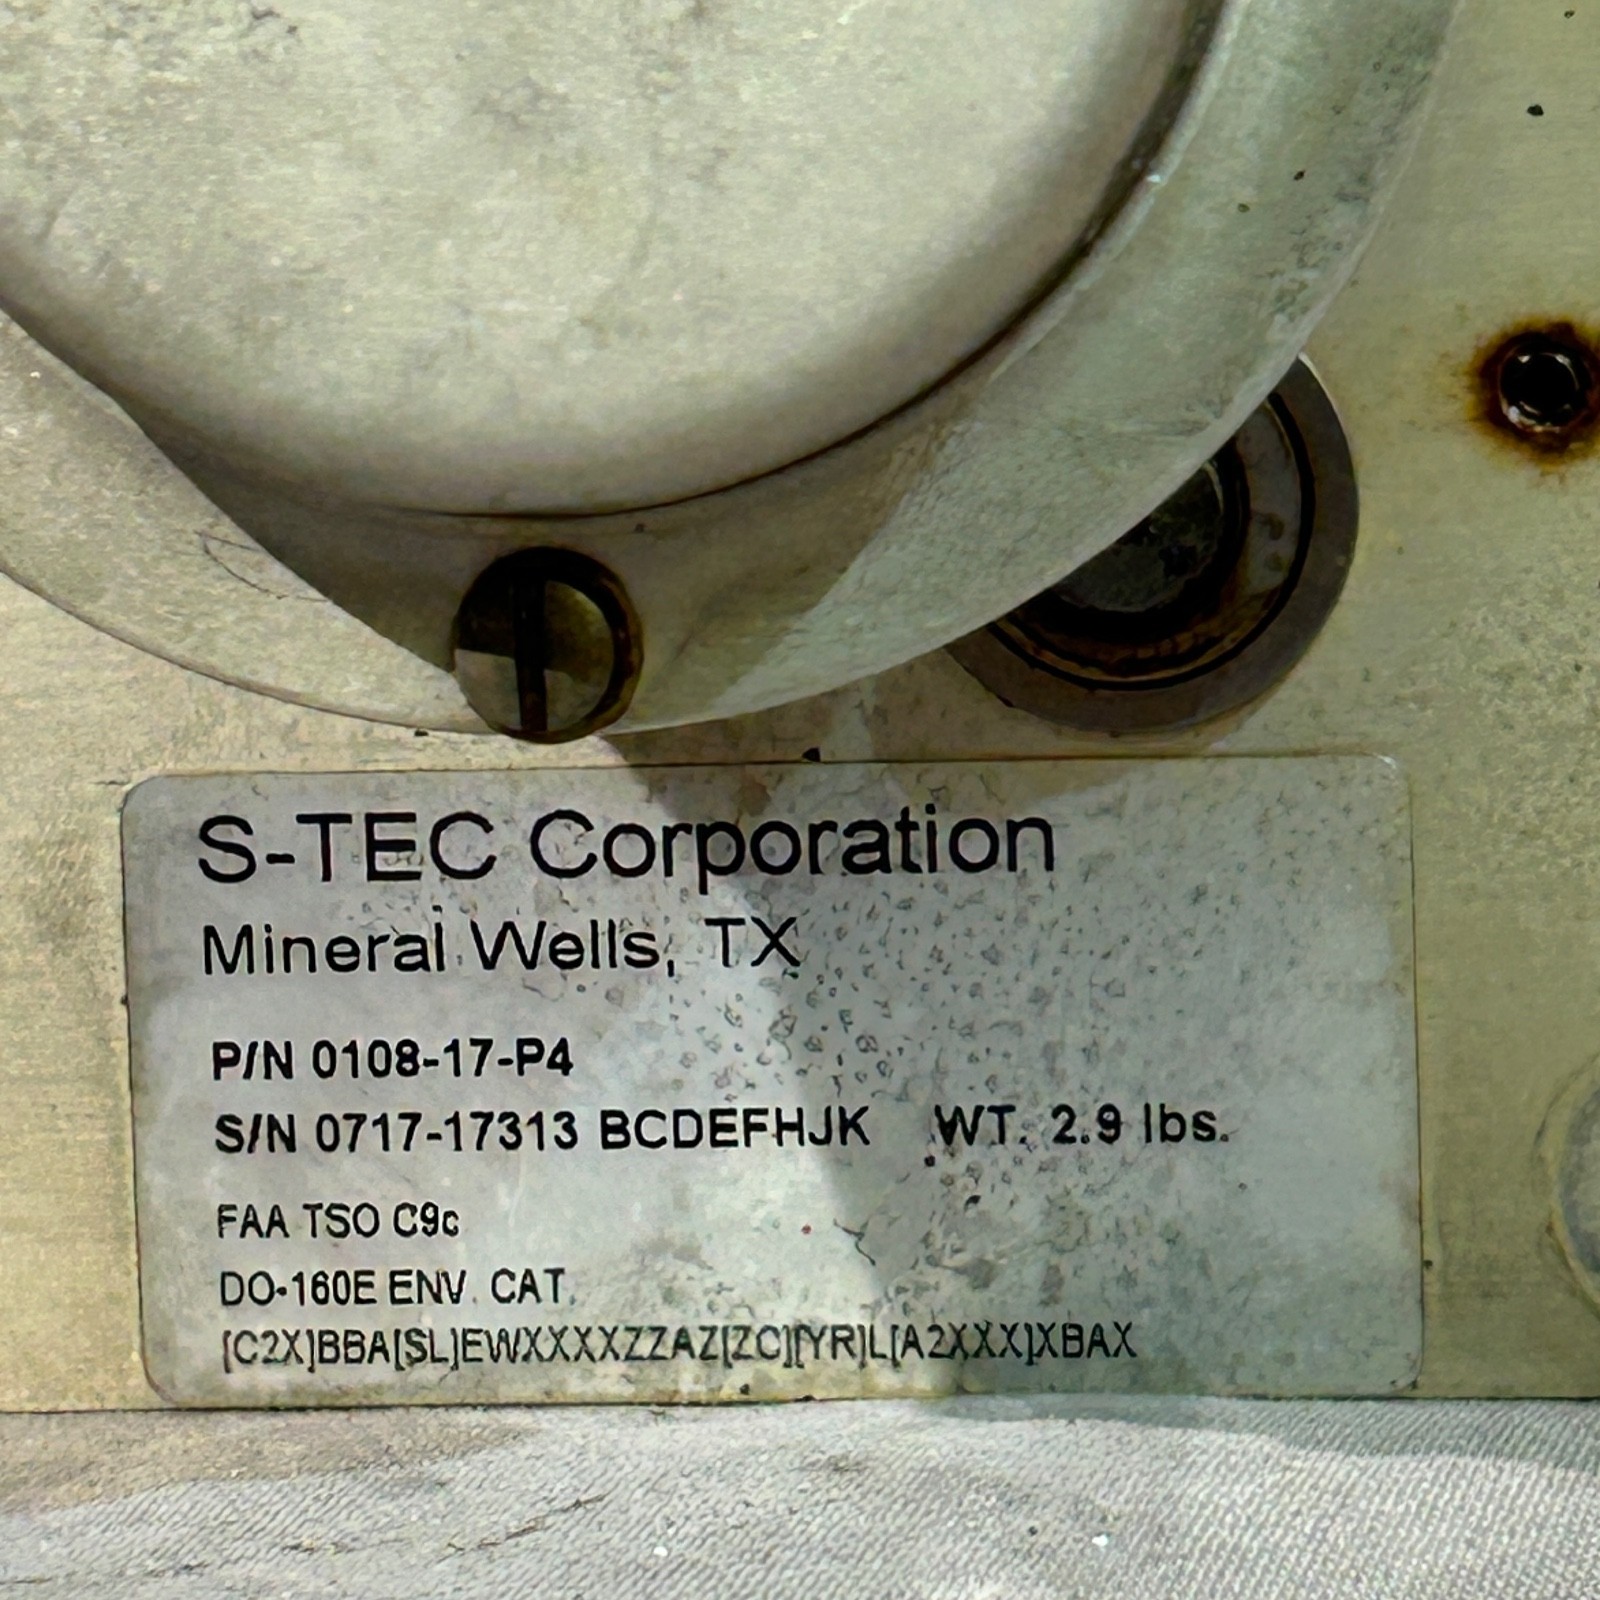 S-TEC Corporation
Mineral Wells, TX
P/N 0108-17-P4
S/N 0717-17313 BCDEFHJK WT. 2.9 lbs.
FAA TSO C9c
DO-160E ENV. CAT.
[C2X]BBA[SL]EWXXXXZZAZ[ZC][YR]L[A2XXX]XBAX